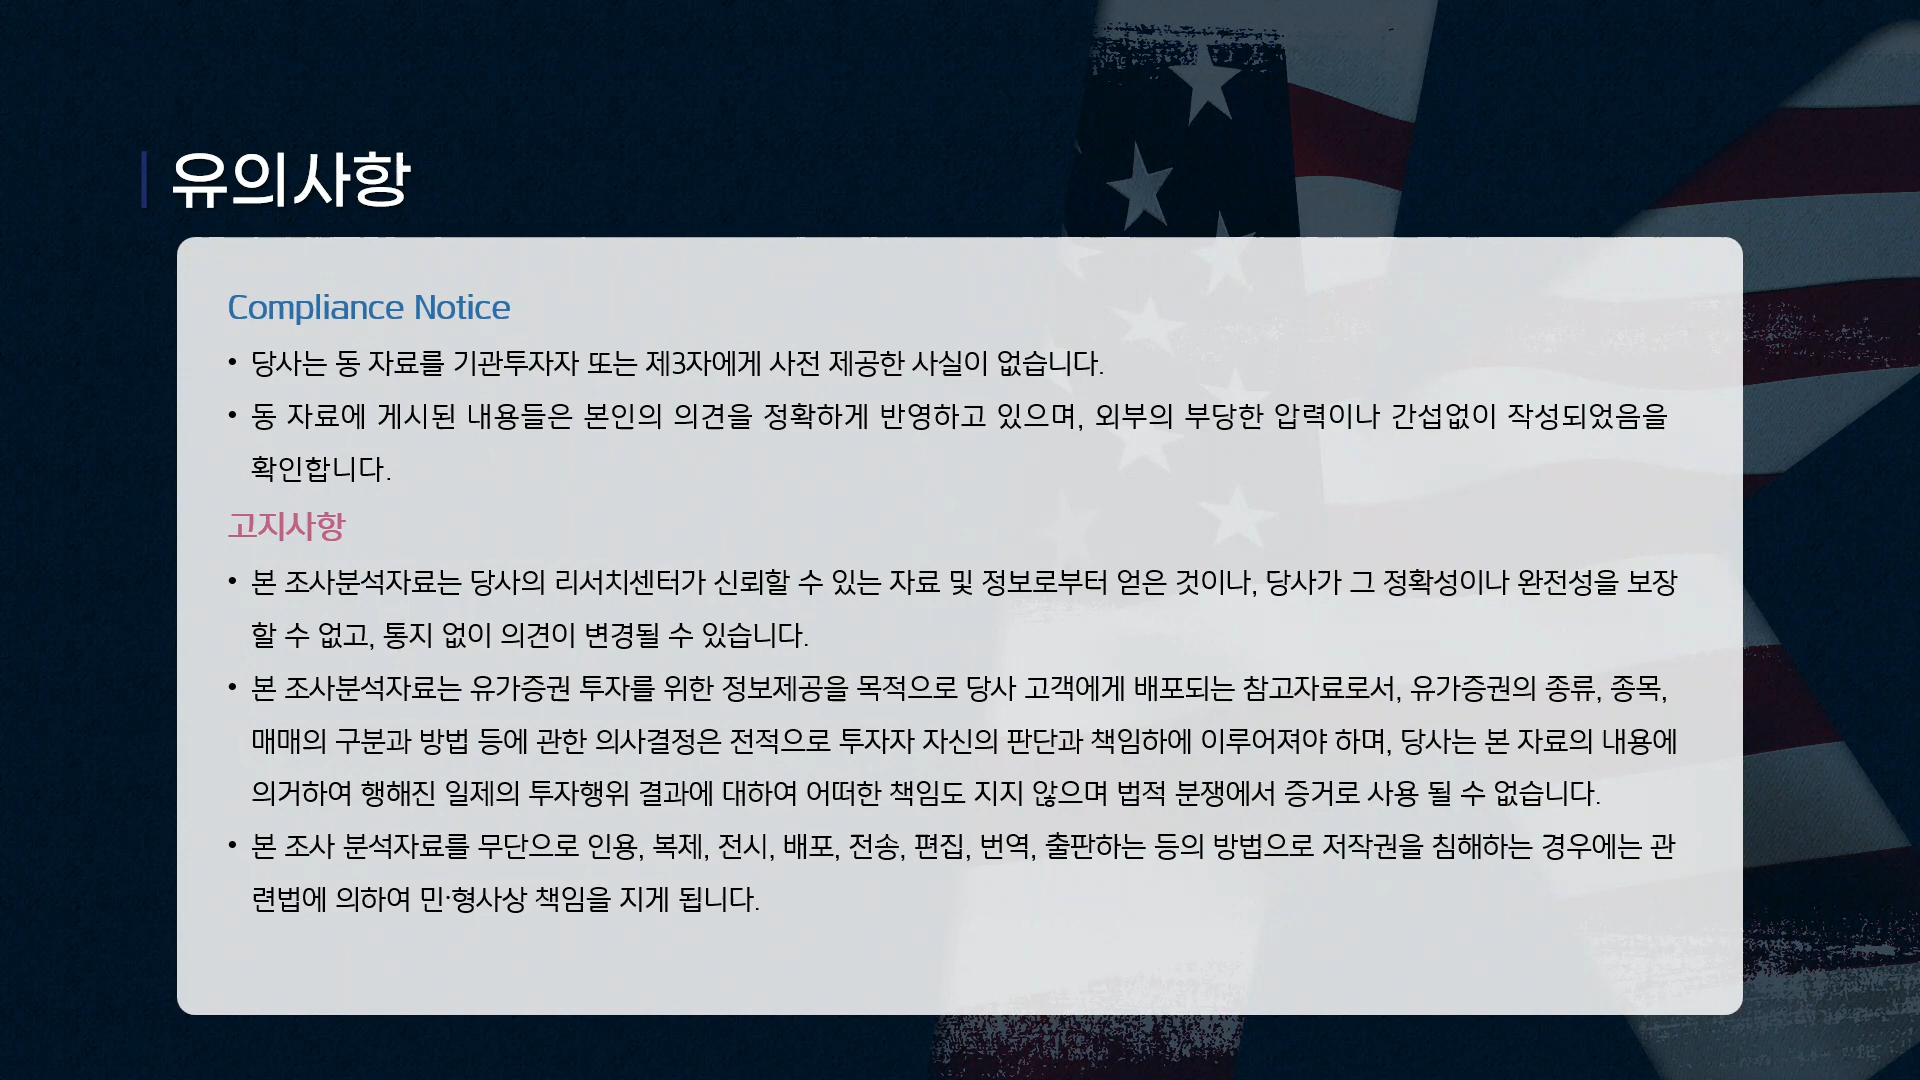 유의사항
Compliance Notice
• 당사는 동 자료를 기관투자자 또는 제3자에게 사전 제공한 사실이 없습니다.
• 동 자료에 게시된 내용들은 본인의 의견을 정확하게 반영하고 있으며, 외부의 부당한 압력이나 간섭없이 작성되었음을
확인합니다.
고지사항
• 본 조사분석자료는 당사의 리서치센터가 신뢰할 수 있는 자료 및 정보로부터 얻은 것이나, 당사가 그 정확성이나 완전성을 보장
할 수 없고, 통지 없이 의견이 변경될 수 있습니다.
• 본 조사분석자료는 유가증권 투자를 위한 정보제공을 목적으로 당사 고객에게 배포되는 참고자료로서, 유가증권의 종류, 종목,
매매의 구분과 방법 등에 관한 의사결정은 전적으로 투자자 자신의 판단과 책임하에 이루어져야 하며, 당사는 본 자료의 내용에
의거하여 행해진 일제의 투자행위 결과에 대하여 어떠한 책임도 지지 않으며 법적 분쟁에서 증거로 사용 될 수 없습니다.
• 본 조사 분석자료를 무단으로 인용, 복제, 전시, 배포, 전송, 편집, 번역, 출판하는 등의 방법으로 저작권을 침해하는 경우에는 관
련법에 의하여 민·형사상 책임을 지게 됩니다.